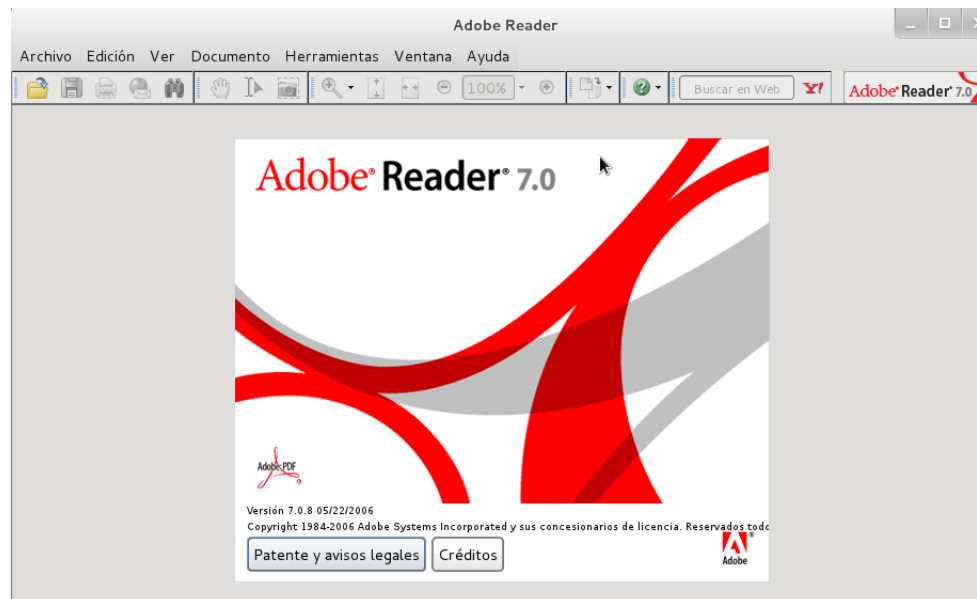 Adobe Reader
Archivo Edición Ver Documento Herramientas Ventana Ayuda
100% Buscar en Web Y! Adobe® Reader® 7.0
Adobe® Reader® 7.0
Adobe PDF
Versión 7.0.8 05/22/2006
Copyright 1984-2006 Adobe Systems Incorporated y sus concesionarios de licencia. Reservados todo
Patente y avisos legales Créditos
Adobe